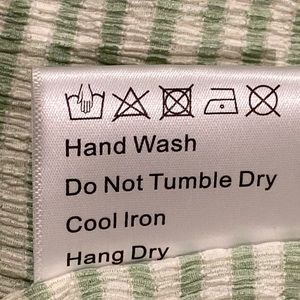 Hand Wash
Do Not Tumble Dry
Cool Iron
Hang Dry